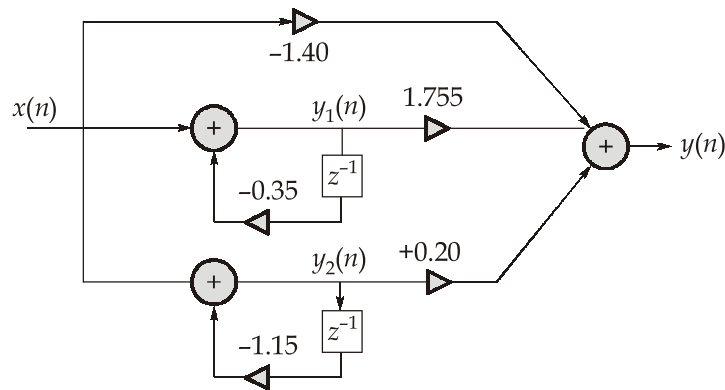 –1.40
x(n)
+
y₁(n)
1.755
+
y(n)
z⁻¹
–0.35
+
y₂(n)
+0.20
z⁻¹
–1.15